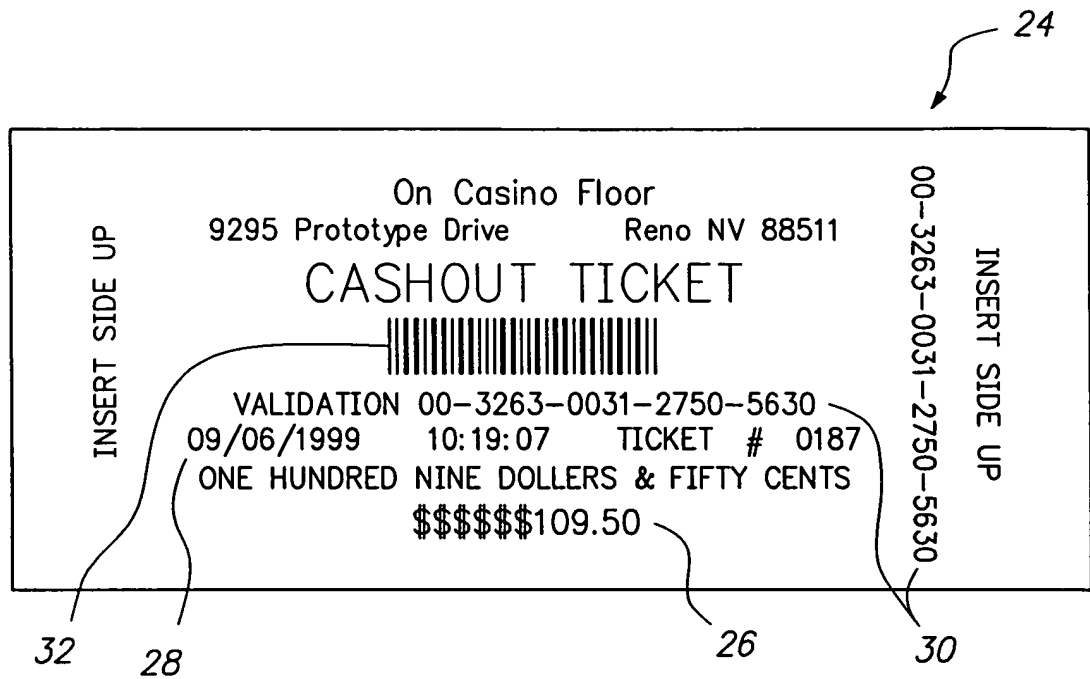 24
On Casino Floor
9295 Prototype Drive Reno NV 88511
CASHOUT TICKET
INSERT SIDE UP
VALIDATION 00-3263-0031-2750-5630
09/06/1999 10:19:07 TICKET # 0187
ONE HUNDRED NINE DOLLERS & FIFTY CENTS
$$$$$$109.50
00-3263-0031-2750-5630
INSERT SIDE UP
32
28
26
30